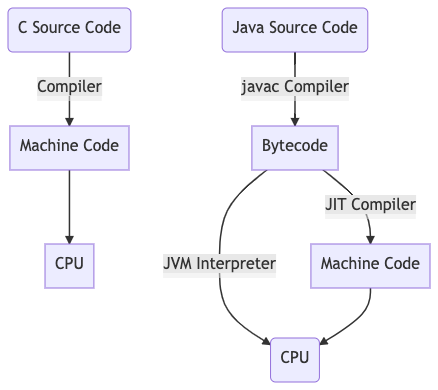 C Source Code
Java Source Code
Compiler
javac Compiler
Machine Code
Bytecode
JIT Compiler
CPU
JVM Interpreter
Machine Code
CPU